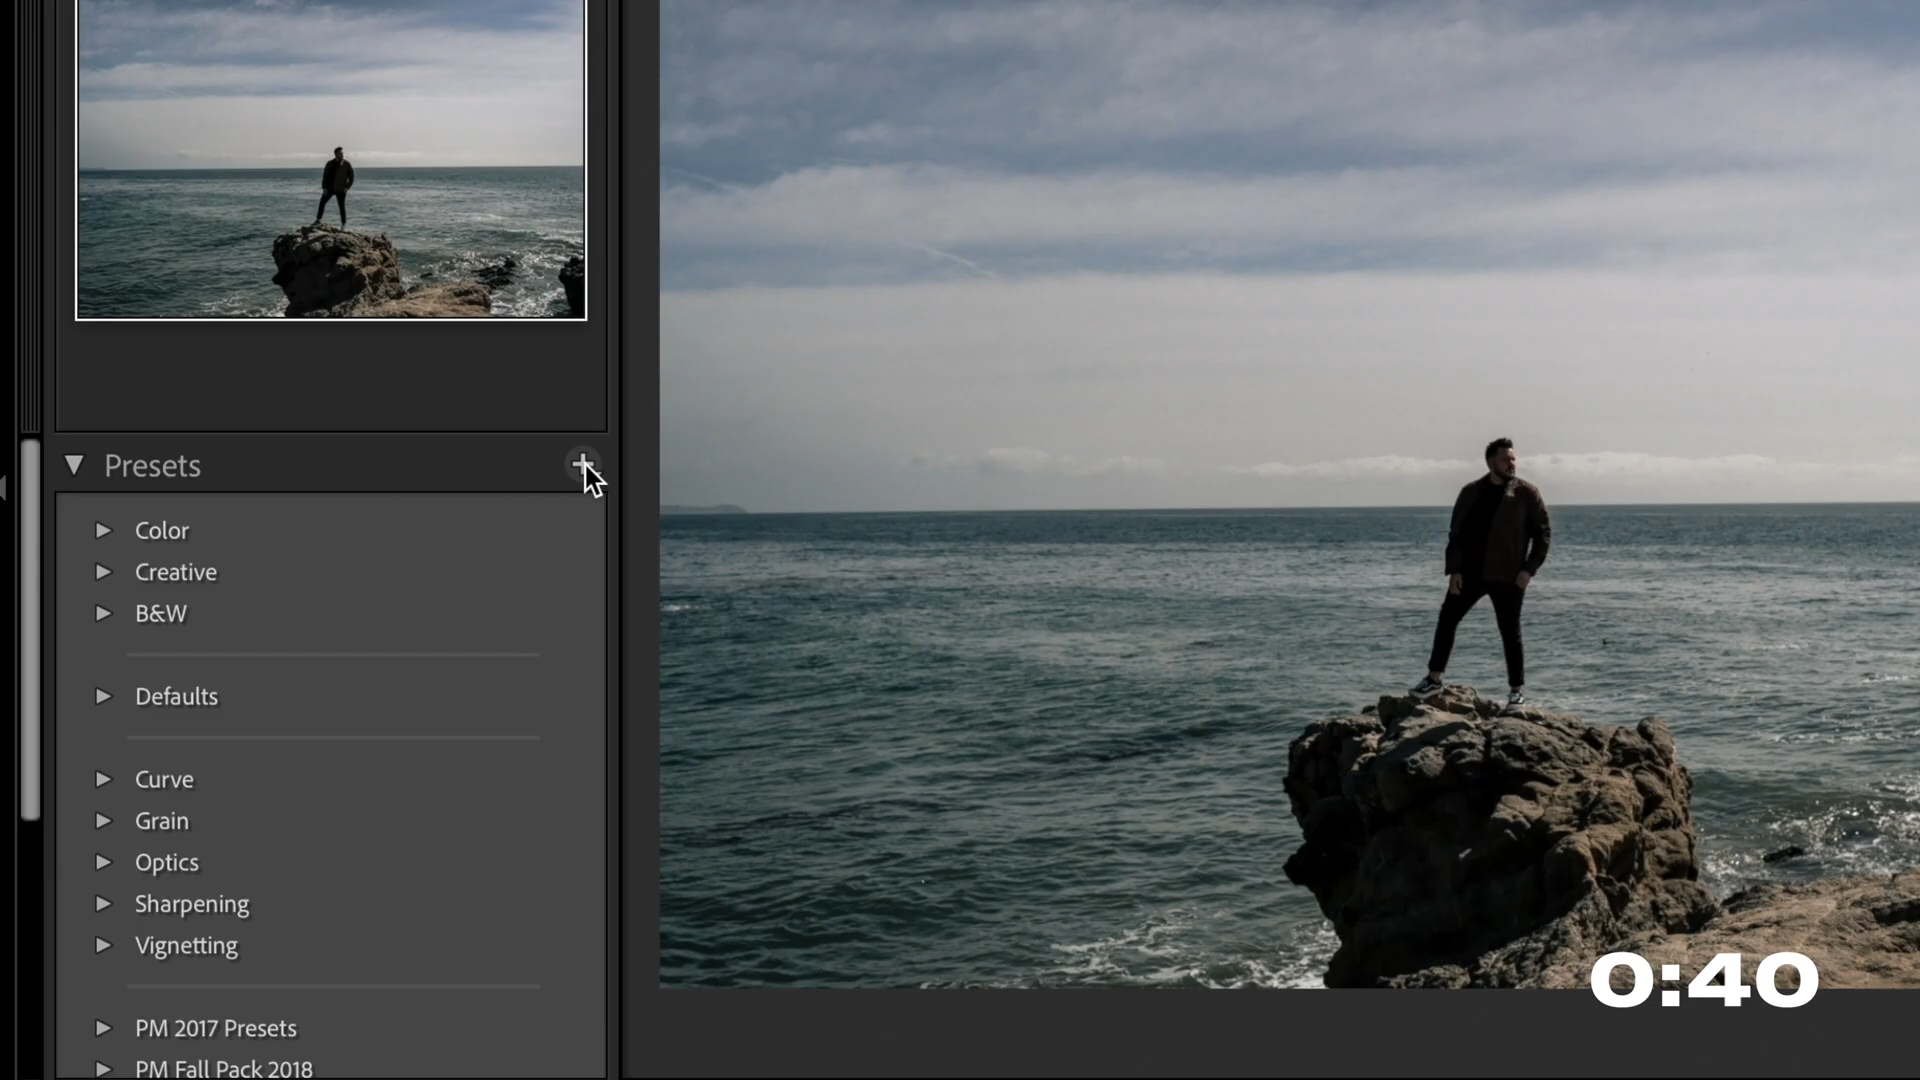 Presets
Color
Creative
B&W
Defaults
Curve
Grain
Optics
Sharpening
Vignetting
PM 2017 Presets
PM Fall Pack 2018
0:40